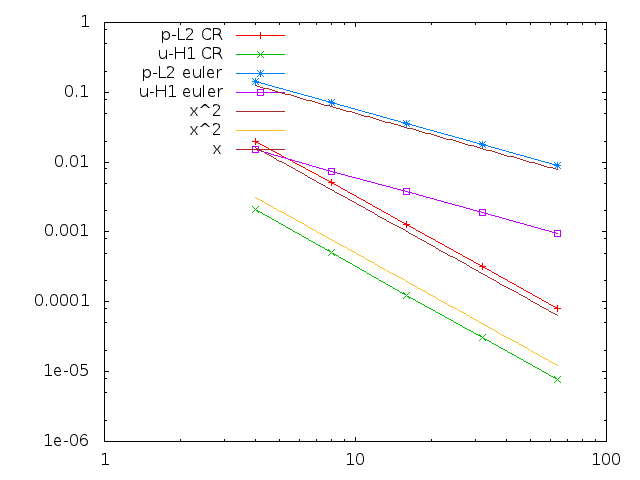 1
p-L2 CR
u-H1 CR
p-L2 euler
0.1
u-H1 euler
x^2
x^2
x
0.01
0.001
0.0001
1e-05
1e-06
1 10 100